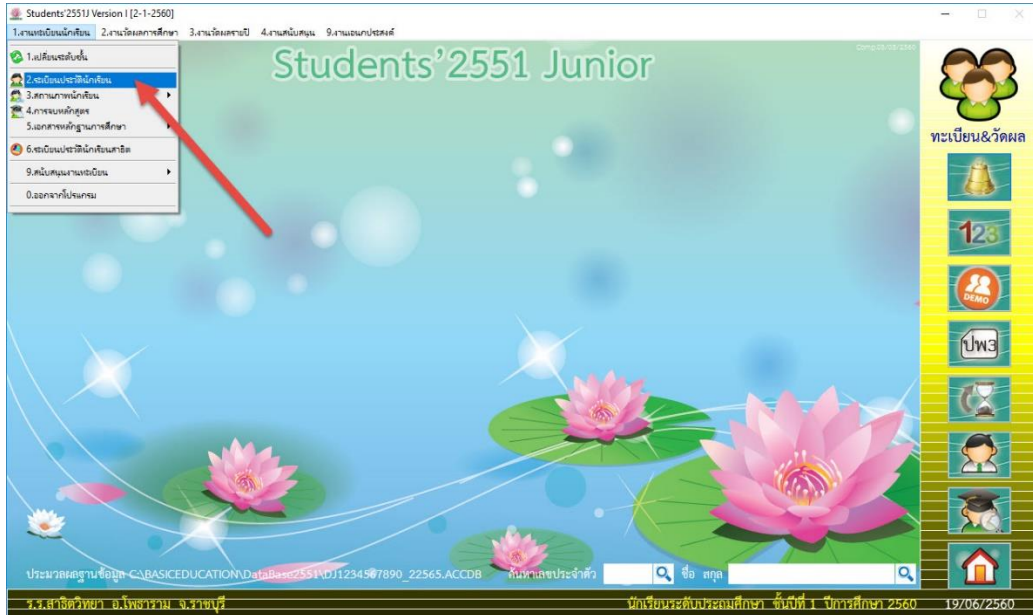 Students'2551J Version I [2-1-2560]
1.งานทะเบียนนักเรียน 2.งานวัดผลการศึกษา 3.งานวัดผลรายปี 4.งานสนับสนุน 9.งานเอนกประสงค์
1.เปลี่ยนระดับชั้น
2.ระเบียนประวัตินักเรียน
3.สถานภาพนักเรียน
4.การจบหลักสูตร
5.เอกสารหลักฐานการศึกษา
6.ระเบียนประวัตินักเรียนสาธิต
9.สนับสนุนงานทะเบียน
0.ออกจากโปรแกรม
Students'2551 Junior
ทะเบียน&วัดผล
123
DEMO
ปพ3
ประมวลผลฐานข้อมูล C:\BASICEDUCATION\DataBase2551\DJ1234567890_22565.ACCDB ค้นหาเลขประจำตัว ชื่อ สกุล
ร.ร.สาธิตวิทยา อ.โพธาราม จ.ราชบุรี นักเรียนระดับประถมศึกษา ชั้นปีที่ 1 ปีการศึกษา 2560 19/06/2560